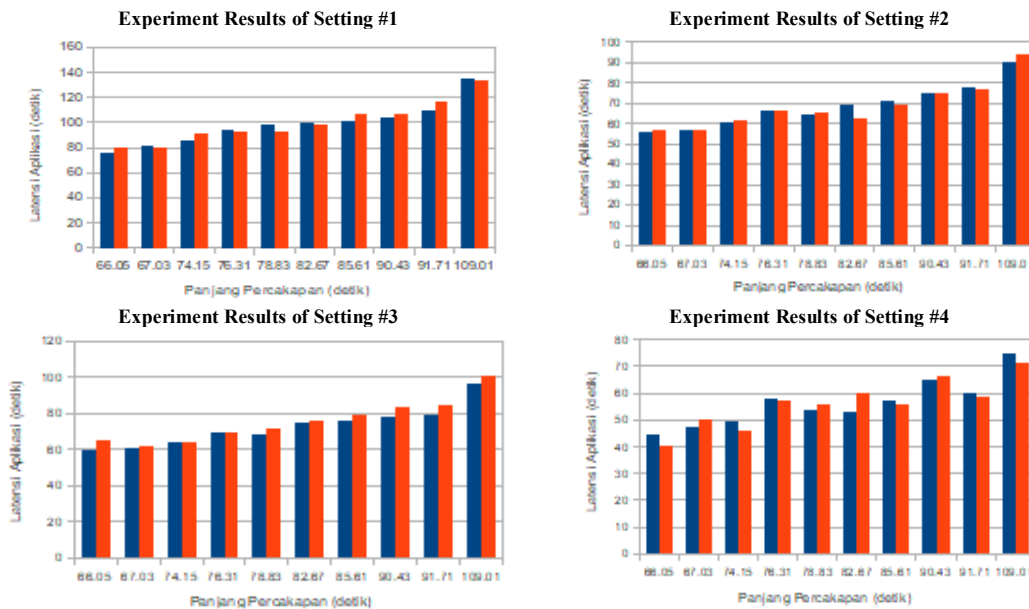 Experiment Results of Setting #1
160
140
120
100
80
60
40
20
0
Latensi Aplikasi (detik)
66.05 67.03 74.15 76.31 78.83 82.67 85.61 90.43 91.71 109.01
Panjang Percakapan (detik)
Experiment Results of Setting #2
100
90
80
70
60
50
40
30
20
10
0
Latensi Aplikasi (detik)
66.05 67.03 74.15 76.31 78.83 82.67 85.61 90.43 91.71 109.01
Panjang Percakapan (detik)
Experiment Results of Setting #3
120
100
80
60
40
20
0
Latensi Aplikasi (detik)
66.05 67.03 74.15 76.31 78.83 82.67 85.61 90.43 91.71 109.01
Panjang Percakapan (detik)
Experiment Results of Setting #4
80
70
60
50
40
30
20
10
0
Latensi Aplikasi (detik)
66.05 67.03 74.15 76.31 78.83 82.67 85.61 90.43 91.71 109.01
Panjang Percakapan (detik)